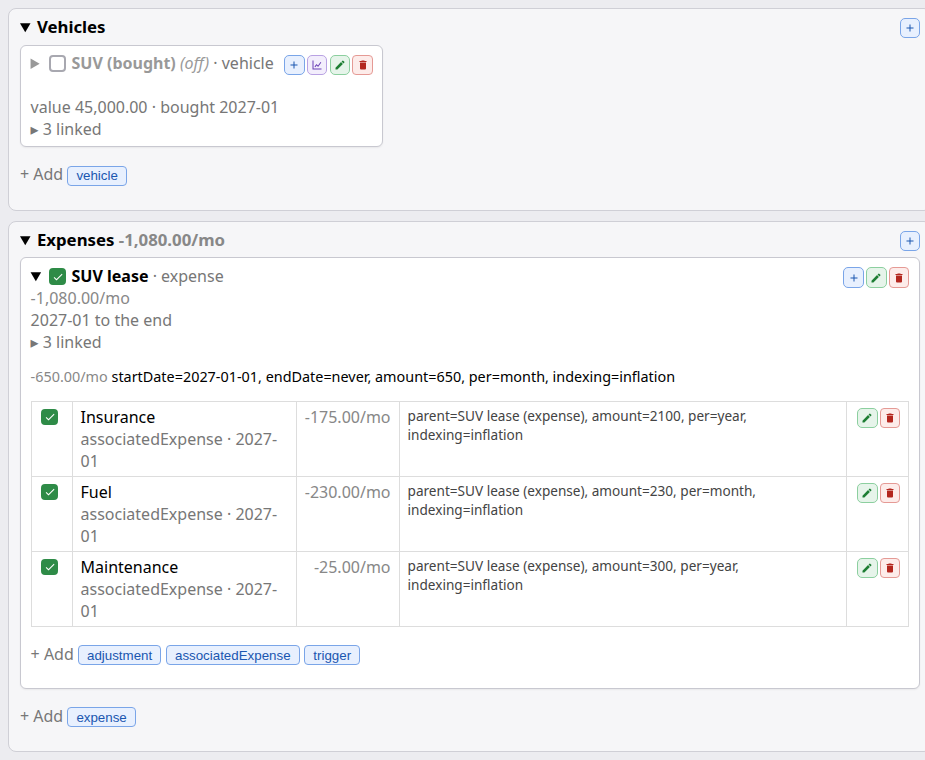 ▼ Vehicles +
▶ SUV (bought) (off) · vehicle +
value 45,000.00 · bought 2027-01
▸ 3 linked
+ Add vehicle
▼ Expenses -1,080.00/mo +
▼ SUV lease · expense +
-1,080.00/mo
2027-01 to the end
▸ 3 linked
-650.00/mo startDate=2027-01-01, endDate=never, amount=650, per=month, indexing=inflation
Insurance
associatedExpense · 2027-
01
-175.00/mo
parent=SUV lease (expense), amount=2100, per=year,
indexing=inflation
Fuel
associatedExpense · 2027-
01
-230.00/mo
parent=SUV lease (expense), amount=230, per=month,
indexing=inflation
Maintenance
associatedExpense · 2027-
01
-25.00/mo
parent=SUV lease (expense), amount=300, per=year,
indexing=inflation
+ Add adjustment associatedExpense trigger
+ Add expense